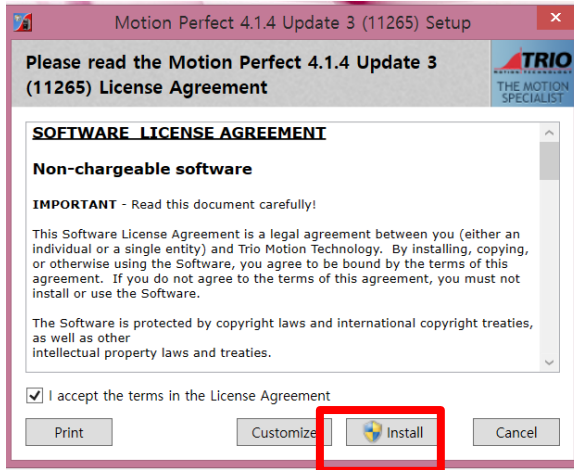 Motion Perfect 4.1.4 Update 3 (11265) Setup
Please read the Motion Perfect 4.1.4 Update 3
(11265) License Agreement
TRIO
MOTION TECHNOLOGY
THE MOTION
SPECIALIST
SOFTWARE LICENSE AGREEMENT
Non-chargeable software
IMPORTANT - Read this document carefully!
This Software License Agreement is a legal agreement between you (either an
individual or a single entity) and Trio Motion Technology. By installing, copying,
or otherwise using the Software, you agree to be bound by the terms of this
agreement. If you do not agree to the terms of this agreement, you must not
install or use the Software.
The Software is protected by copyright laws and international copyright treaties,
as well as other
intellectual property laws and treaties.
I accept the terms in the License Agreement
Print
Customize
Install
Cancel